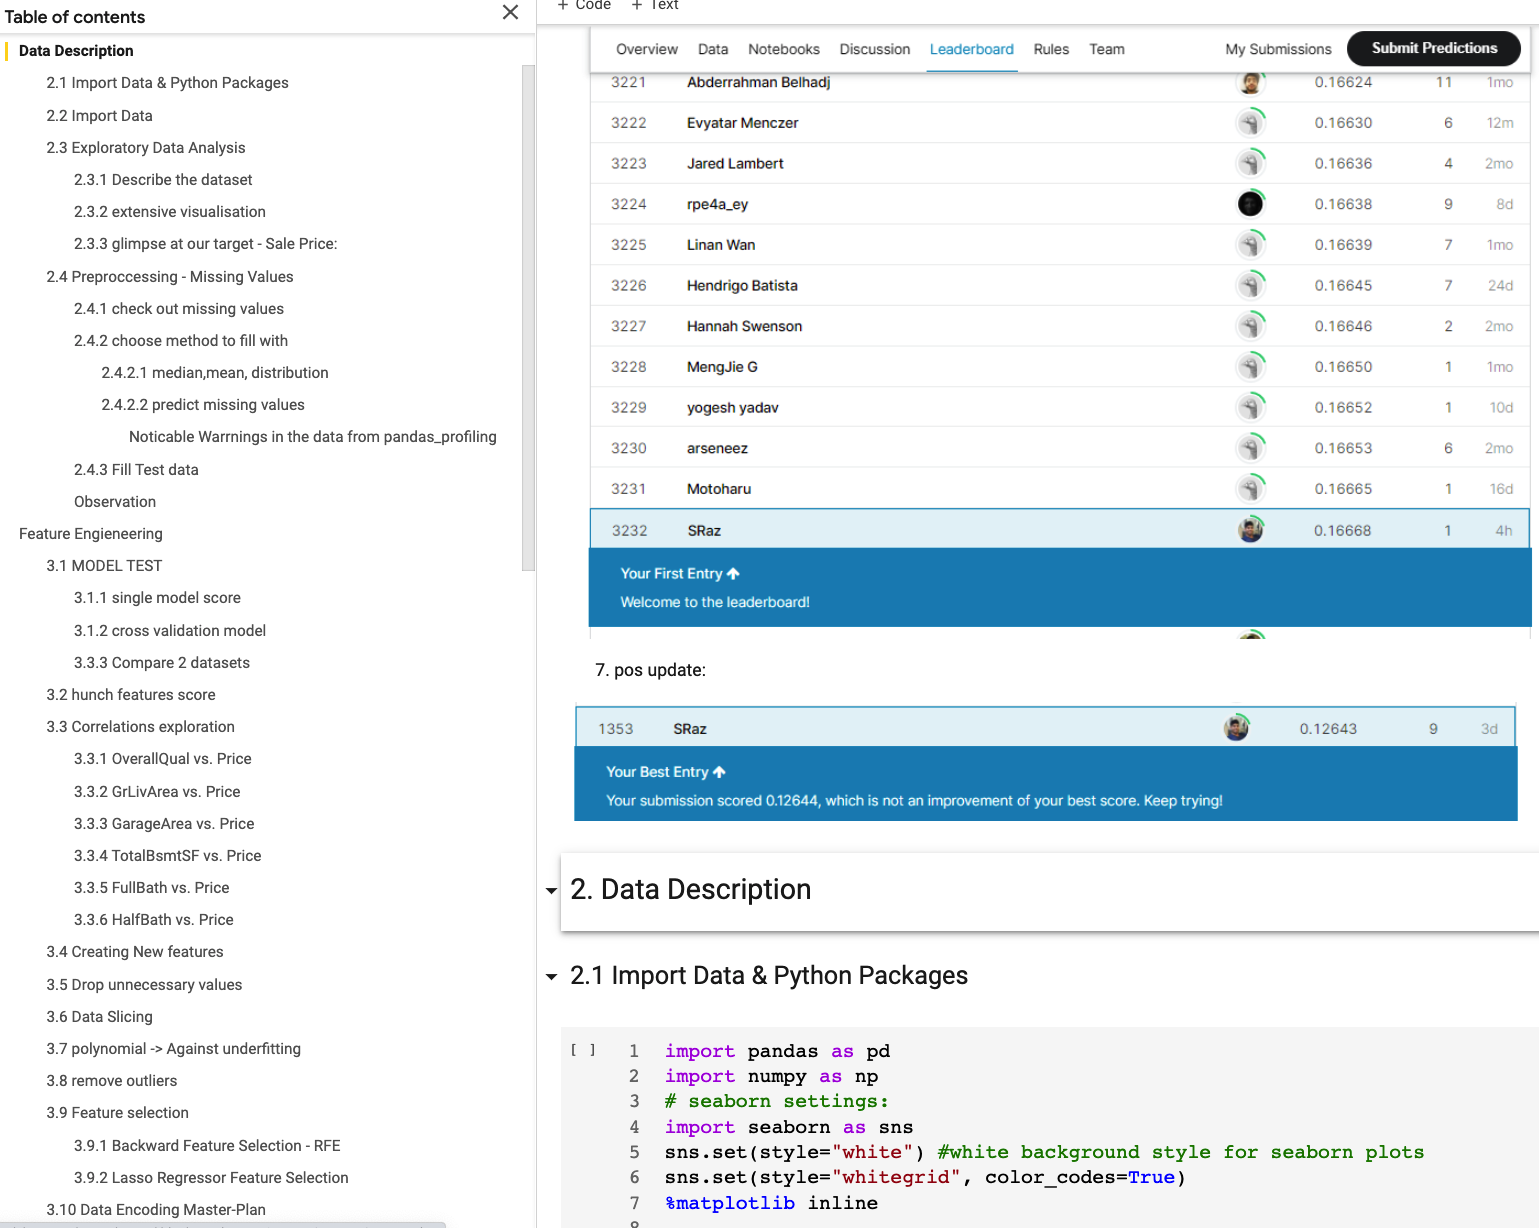 Table of contents
Data Description
2.1 Import Data & Python Packages
2.2 Import Data
2.3 Exploratory Data Analysis
2.3.1 Describe the dataset
2.3.2 extensive visualisation
2.3.3 glimpse at our target - Sale Price:
2.4 Preproccessing - Missing Values
2.4.1 check out missing values
2.4.2 choose method to fill with
2.4.2.1 median,mean, distribution
2.4.2.2 predict missing values
Noticable Warrnings in the data from pandas_profiling
2.4.3 Fill Test data
Observation
Feature Engieneering
3.1 MODEL TEST
3.1.1 single model score
3.1.2 cross validation model
3.3.3 Compare 2 datasets
3.2 hunch features score
3.3 Correlations exploration
3.3.1 OverallQual vs. Price
3.3.2 GrLivArea vs. Price
3.3.3 GarageArea vs. Price
3.3.4 TotalBsmtSF vs. Price
3.3.5 FullBath vs. Price
3.3.6 HalfBath vs. Price
3.4 Creating New features
3.5 Drop unnecessary values
3.6 Data Slicing
3.7 polynomial -> Against underfitting
3.8 remove outliers
3.9 Feature selection
3.9.1 Backward Feature Selection - RFE
3.9.2 Lasso Regressor Feature Selection
3.10 Data Encoding Master-Plan
+ Code + Text
Overview Data Notebooks Discussion Leaderboard Rules Team My Submissions Submit Predictions
3221 Abderrahman Belhadj 0.16624 11 1mo
3222 Evyatar Menczer 0.16630 6 12m
3223 Jared Lambert 0.16636 4 2mo
3224 rpe4a_ey 0.16638 9 8d
3225 Linan Wan 0.16639 7 1mo
3226 Hendrigo Batista 0.16645 7 24d
3227 Hannah Swenson 0.16646 2 2mo
3228 MengJie G 0.16650 1 1mo
3229 yogesh yadav 0.16652 1 10d
3230 arseneez 0.16653 6 2mo
3231 Motoharu 0.16665 1 16d
3232 SRaz 0.16668 1 4h
Your First Entry
Welcome to the leaderboard!
7. pos update:
1353 SRaz 0.12643 9 3d
Your Best Entry
Your submission scored 0.12644, which is not an improvement of your best score. Keep trying!
2. Data Description
2.1 Import Data & Python Packages
[ ] 1 import pandas as pd
2 import numpy as np
3 # seaborn settings:
4 import seaborn as sns
5 sns.set(style="white") #white background style for seaborn plots
6 sns.set(style="whitegrid", color_codes=True)
7 %matplotlib inline
8